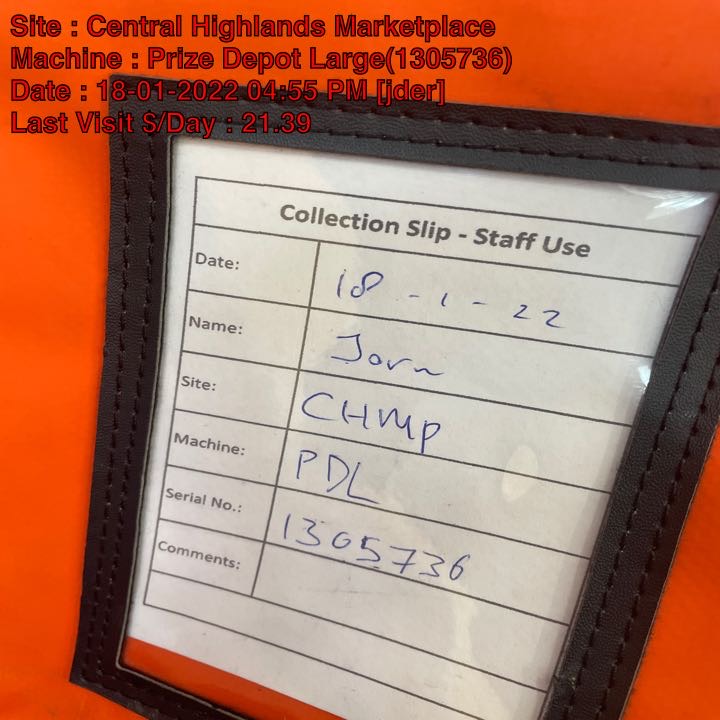 Site : Central Highlands Marketplace
Machine : Prize Depot Large(1305736)
Date : 18-01-2022 04:55 PM [jder]
Last Visit $/Day : 21.39
Collection Slip - Staff Use
Date: 18 - 1 - 22
Name: Jorn
Site: CHMP
Machine: PDL
Serial No.: 1305736
Comments: